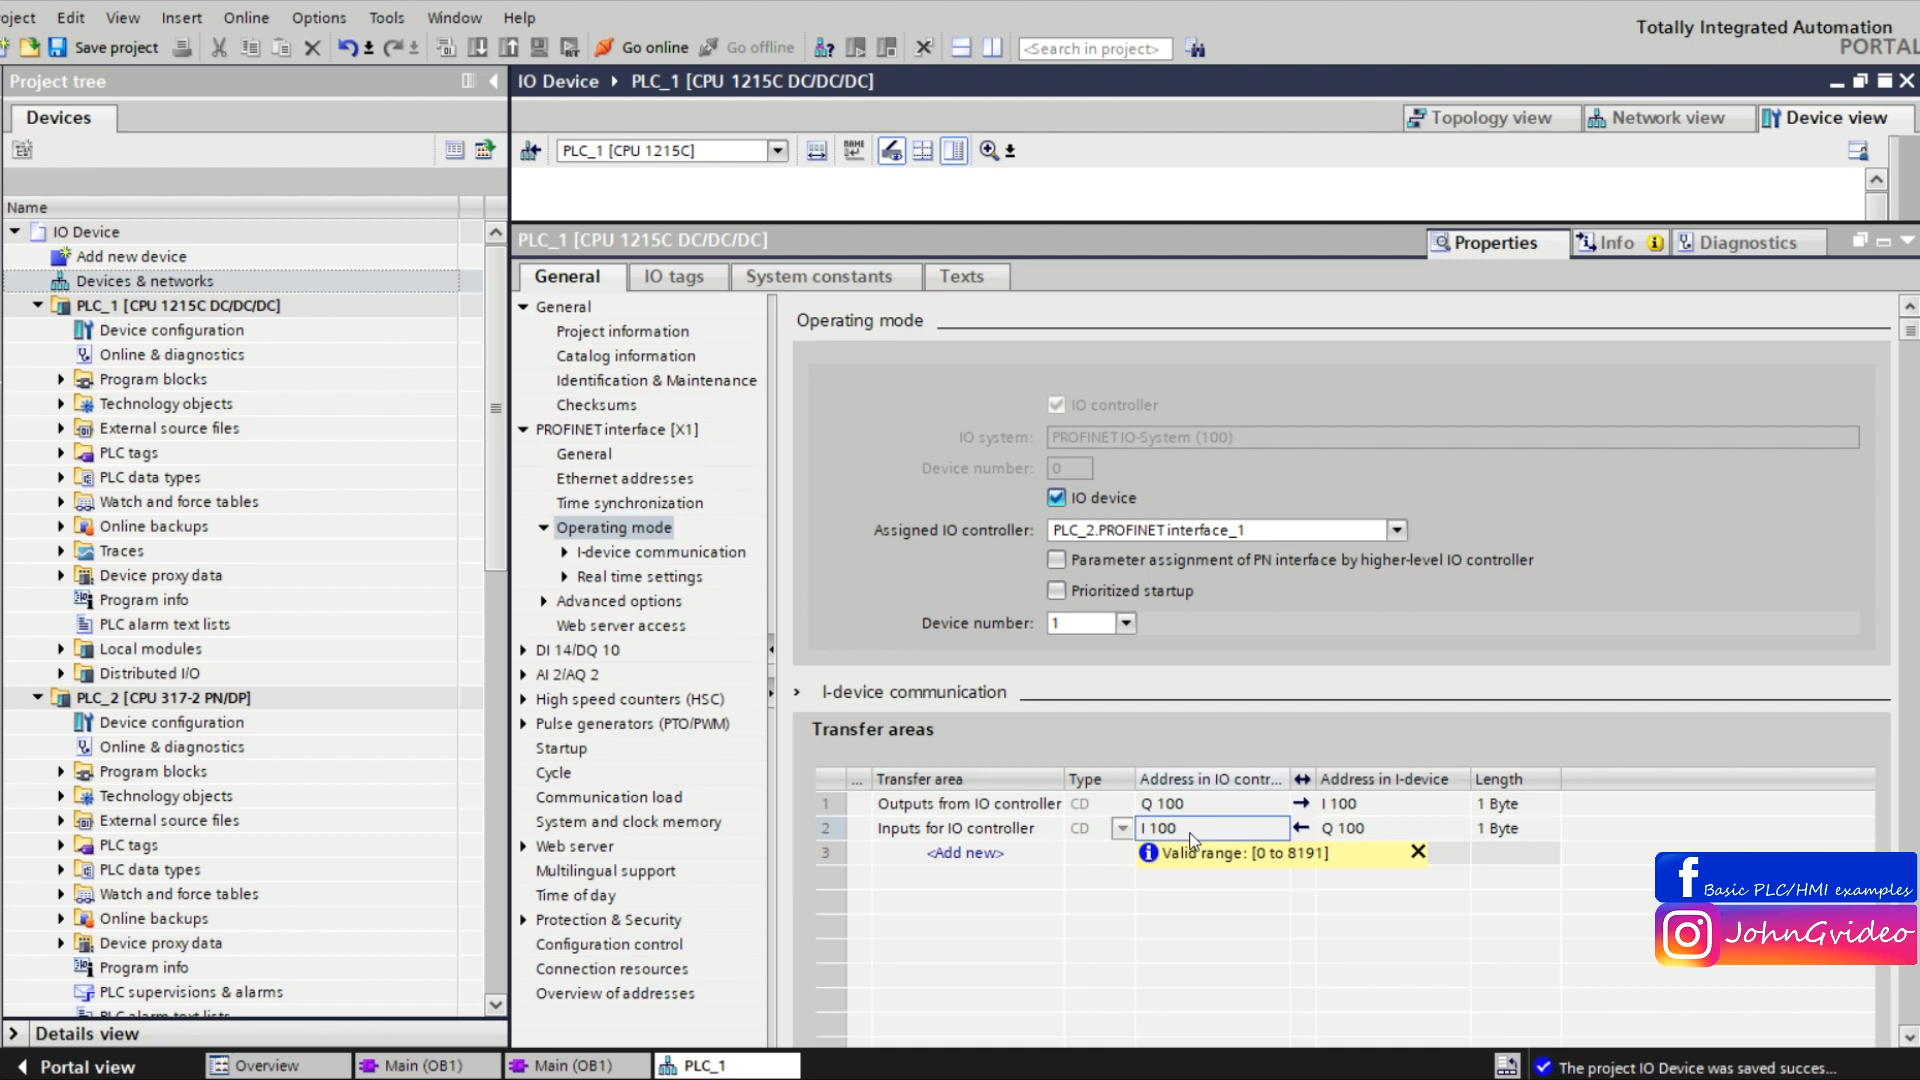 oject Edit View Insert Online Options Tools Window Help
Totally Integrated Automation
PORTAL
Save project Go online Go offline <Search in project>
Project tree
IO Device PLC_1 [CPU 1215C DC/DC/DC]
Devices
Topology view Network view Device view
PLC_1 [CPU 1215C]
Name
IO Device
Add new device
Devices & networks
PLC_1 [CPU 1215C DC/DC/DC]
Device configuration
Online & diagnostics
Program blocks
Technology objects
External source files
PLC tags
PLC data types
Watch and force tables
Online backups
Traces
Device proxy data
Program info
PLC alarm text lists
Local modules
Distributed I/O
PLC_2 [CPU 317-2 PN/DP]
Device configuration
Online & diagnostics
Program blocks
Technology objects
External source files
PLC tags
PLC data types
Watch and force tables
Online backups
Device proxy data
Program info
PLC supervisions & alarms
PLC alarm text lists
Details view
PLC_1 [CPU 1215C DC/DC/DC]
Properties Info Diagnostics
General IO tags System constants Texts
General
Project information
Catalog information
Identification & Maintenance
Checksums
PROFINET interface [X1]
General
Ethernet addresses
Time synchronization
Operating mode
I-device communication
Real time settings
Advanced options
Web server access
DI 14/DQ 10
AI 2/AQ 2
High speed counters (HSC)
Pulse generators (PTO/PWM)
Startup
Cycle
Communication load
System and clock memory
Web server
Multilingual support
Time of day
Protection & Security
Configuration control
Connection resources
Overview of addresses
Operating mode
IO controller
IO system: PROFINET IO-System (100)
Device number: 0
IO device
Assigned IO controller: PLC_2.PROFINET interface_1
Parameter assignment of PN interface by higher-level IO controller
Prioritized startup
Device number: 1
I-device communication
Transfer areas
... Transfer area Type Address in IO contr... ↔ Address in I-device Length
1 Outputs from IO controller CD Q 100 → I 100 1 Byte
2 Inputs for IO controller CD I 100 ← Q 100 1 Byte
3 <Add new> Valid range: [0 to 8191]
Basic PLC/HMI examples
JohnGvideo
Portal view Overview Main (OB1) Main (OB1) PLC_1 The project IO Device was saved succes...